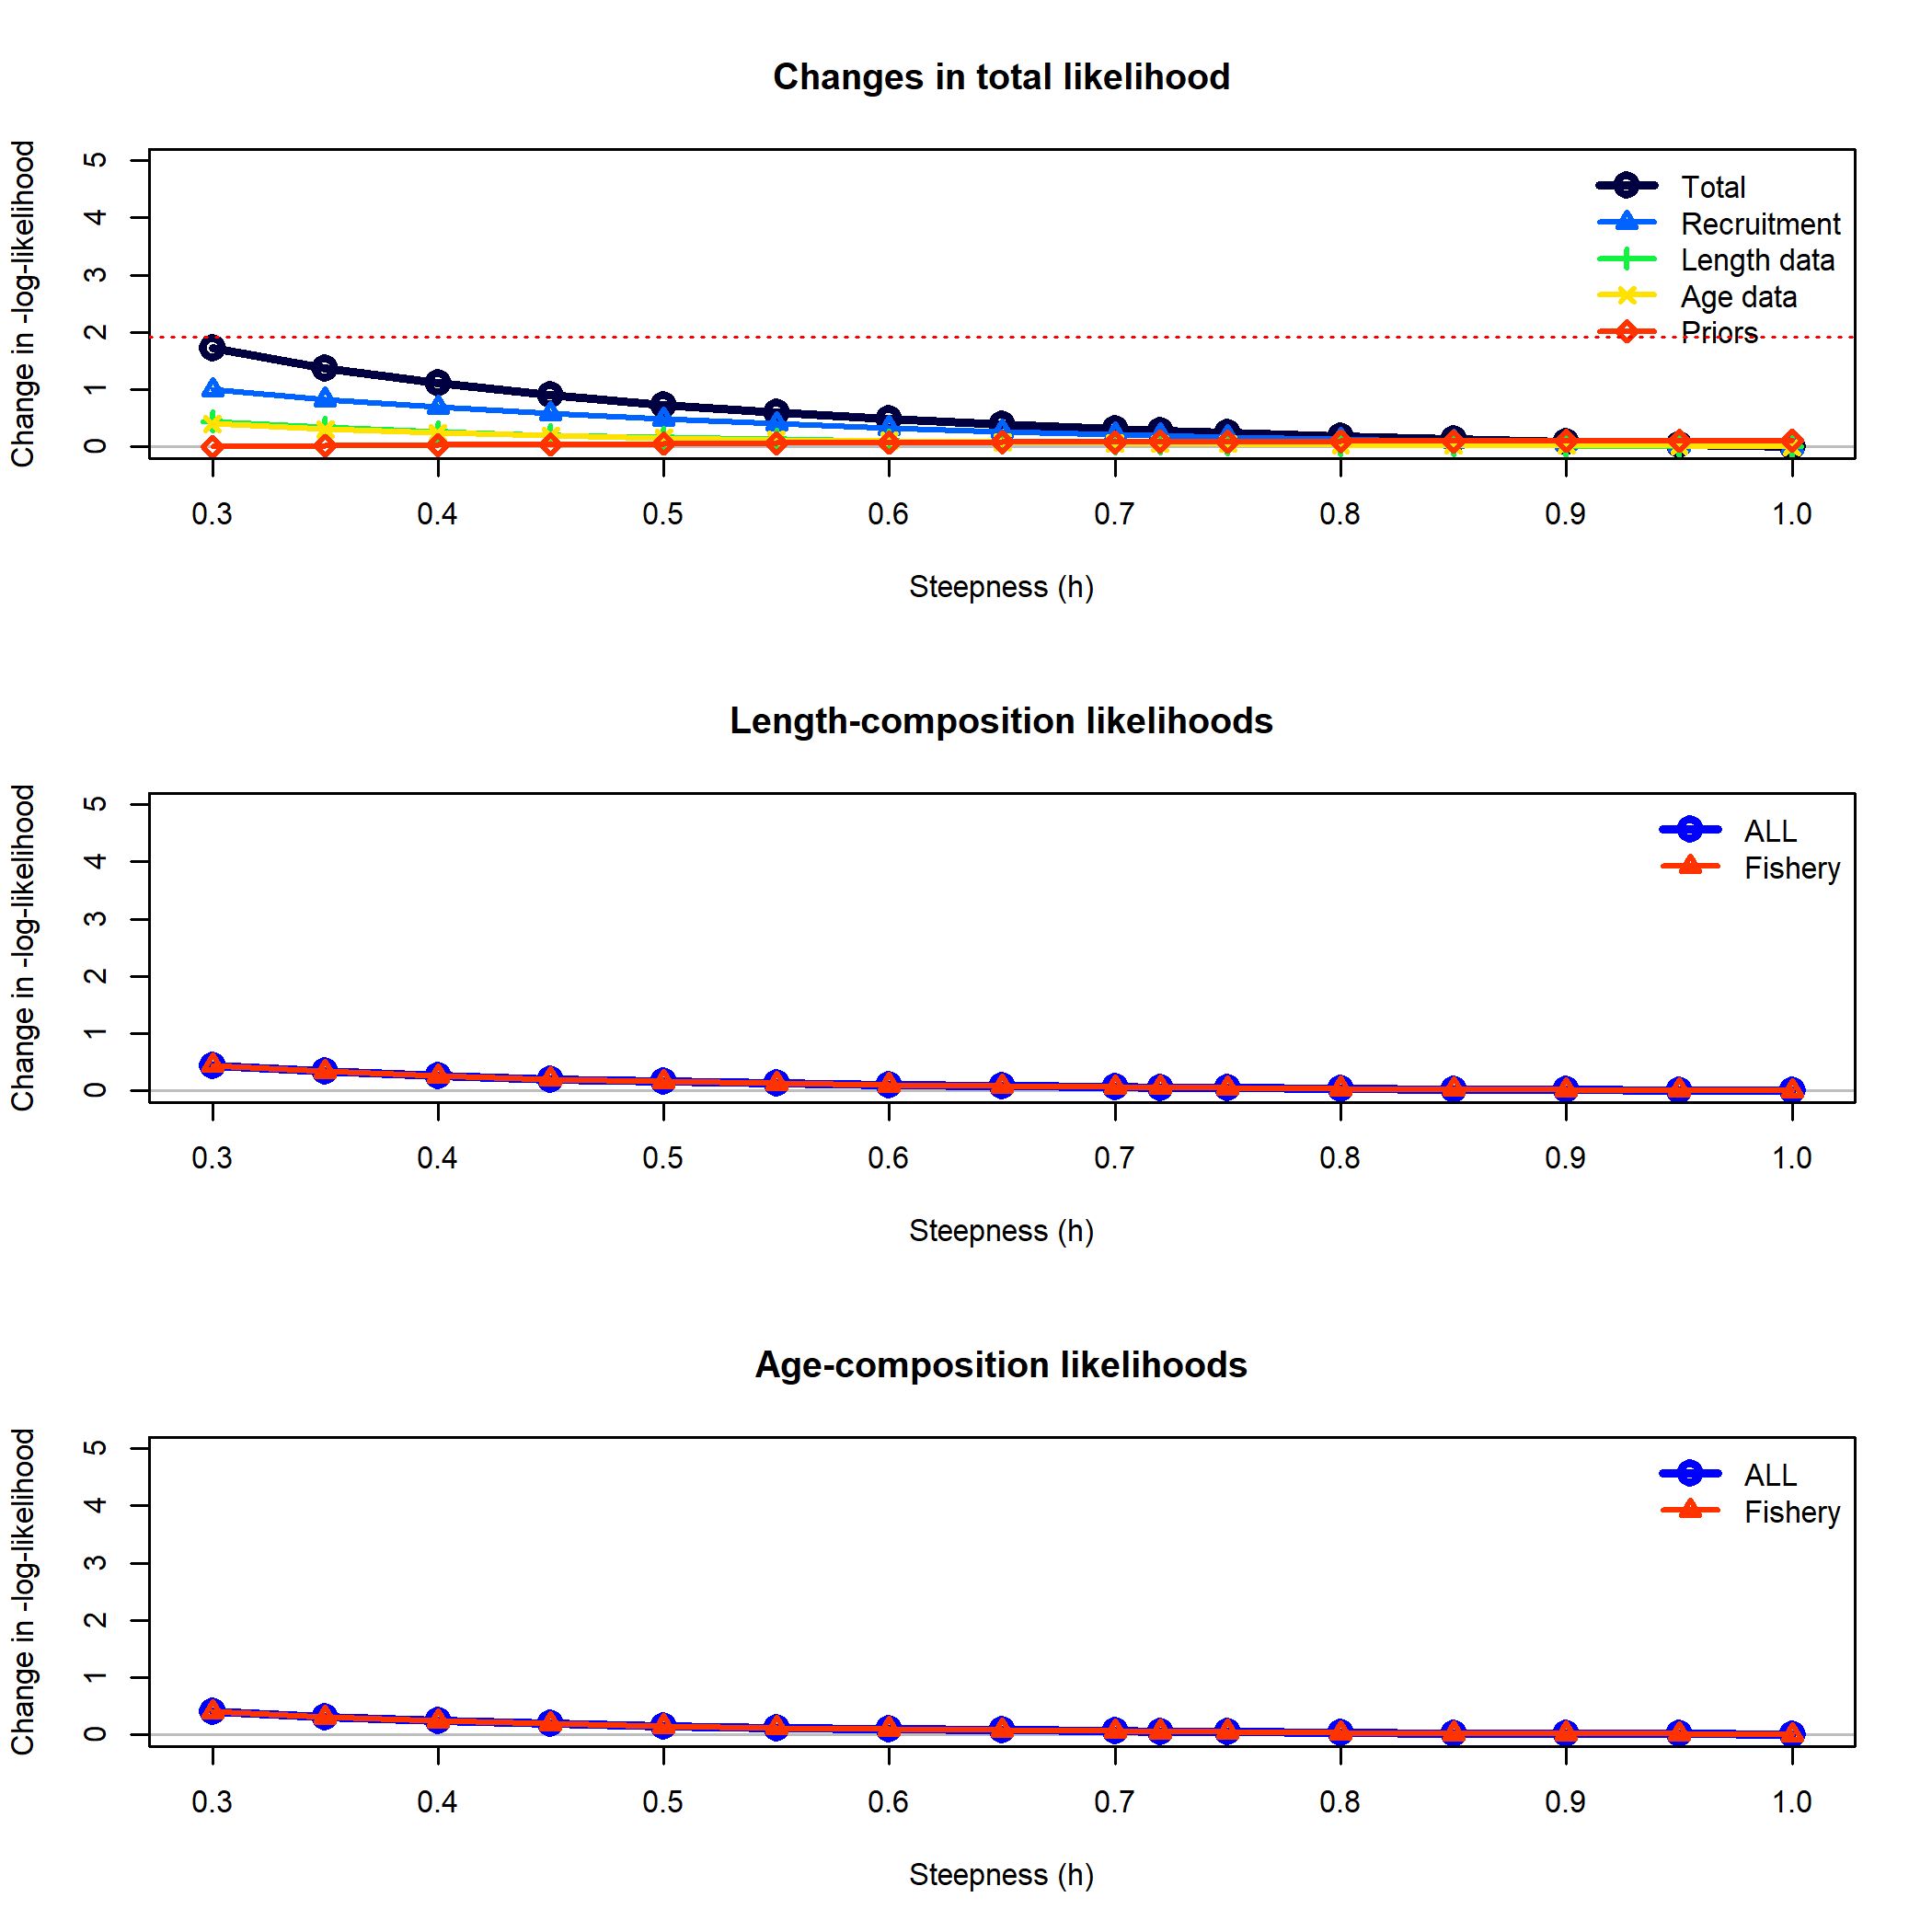 Changes in total likelihood
Change in -log-likelihood
5
4
3
2
1
0
Total
Recruitment
Length data
Age data
Priors
0.3 0.4 0.5 0.6 0.7 0.8 0.9 1.0
Steepness (h)
Length-composition likelihoods
Change in -log-likelihood
5
4
3
2
1
0
ALL
Fishery
0.3 0.4 0.5 0.6 0.7 0.8 0.9 1.0
Steepness (h)
Age-composition likelihoods
Change in -log-likelihood
5
4
3
2
1
0
ALL
Fishery
0.3 0.4 0.5 0.6 0.7 0.8 0.9 1.0
Steepness (h)